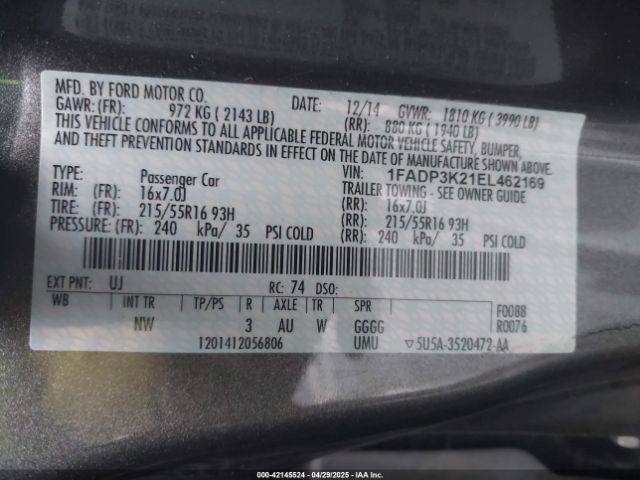 MFD. BY FORD MOTOR CO. DATE: 12/14 GVWR: 1810 KG ( 3990 LB)
GAWR: (FR): 972 KG ( 2143 LB) (RR): 880 KG ( 1940 LB)
THIS VEHICLE CONFORMS TO ALL APPLICABLE FEDERAL MOTOR VEHICLE SAFETY, BUMPER,
AND THEFT PREVENTION STANDARDS IN EFFECT ON THE DATE OF MANUFACTURE SHOWN ABOVE.
VIN: 1FADP3K21EL462169
TYPE: Passenger Car TRAILER TOWING - SEE OWNER GUIDE
RIM: (FR): 16x7.0J (RR): 16x7.0J
TIRE: (FR): 215/55R16 93H (RR): 215/55R16 93H
PRESSURE: (FR): 240 kPa/ 35 PSI COLD (RR): 240 kPa/ 35 PSI COLD
EXT PNT: UJ RC: 74 DSO:
WB INT TR TP/PS R AXLE TR SPR F0088
NW 3 AU W GGGG R0076
1201412056806 UMU ▽5U5A-3520472-AA
000-42145524 | 04/29/2025 | IAA Inc.